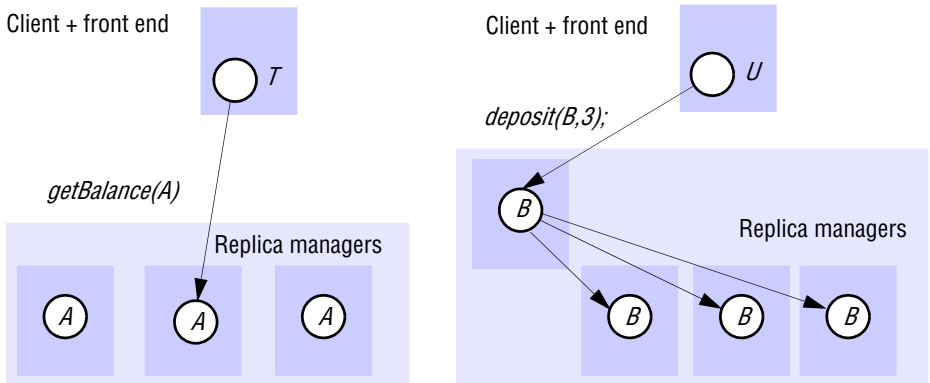 Client + front end
T
getBalance(A)
Replica managers
A
A
A
Client + front end
U
deposit(B,3);
B
Replica managers
B
B
B